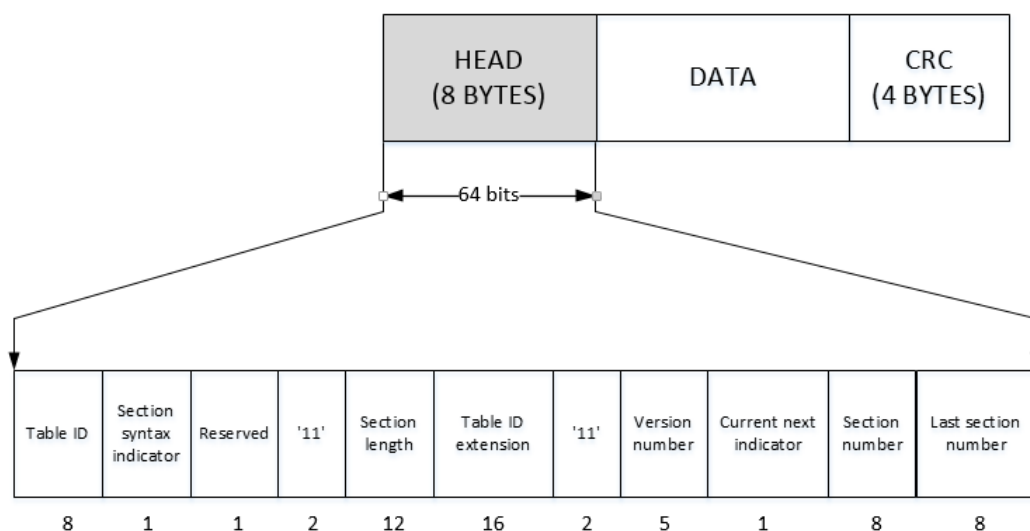 HEAD
(8 BYTES)
DATA
CRC
(4 BYTES)
64 bits
Table ID
Section
syntax
indicator
Reserved
'11'
Section
length
Table ID
extension
'11'
Version
number
Current next
indicator
Section
number
Last section
number
8 1 1 2 12 16 2 5 1 8 8